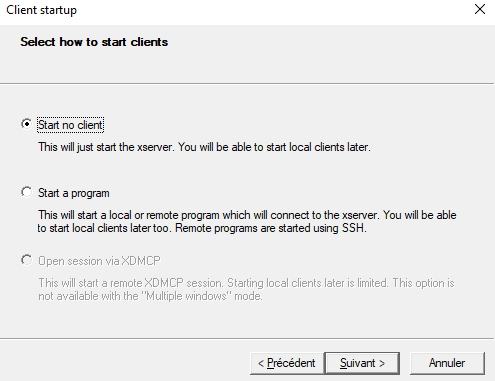 Client startup
Select how to start clients
Start no client
This will just start the xserver. You will be able to start local clients later.
Start a program
This will start a local or remote program which will connect to the xserver. You will be able
to start local clients later too. Remote programs are started using SSH.
Open session via XDMCP
This will start a remote XDMCP session. Starting local clients later is limited. This option is
not available with the "Multiple windows" mode.
< Précédent Suivant > Annuler